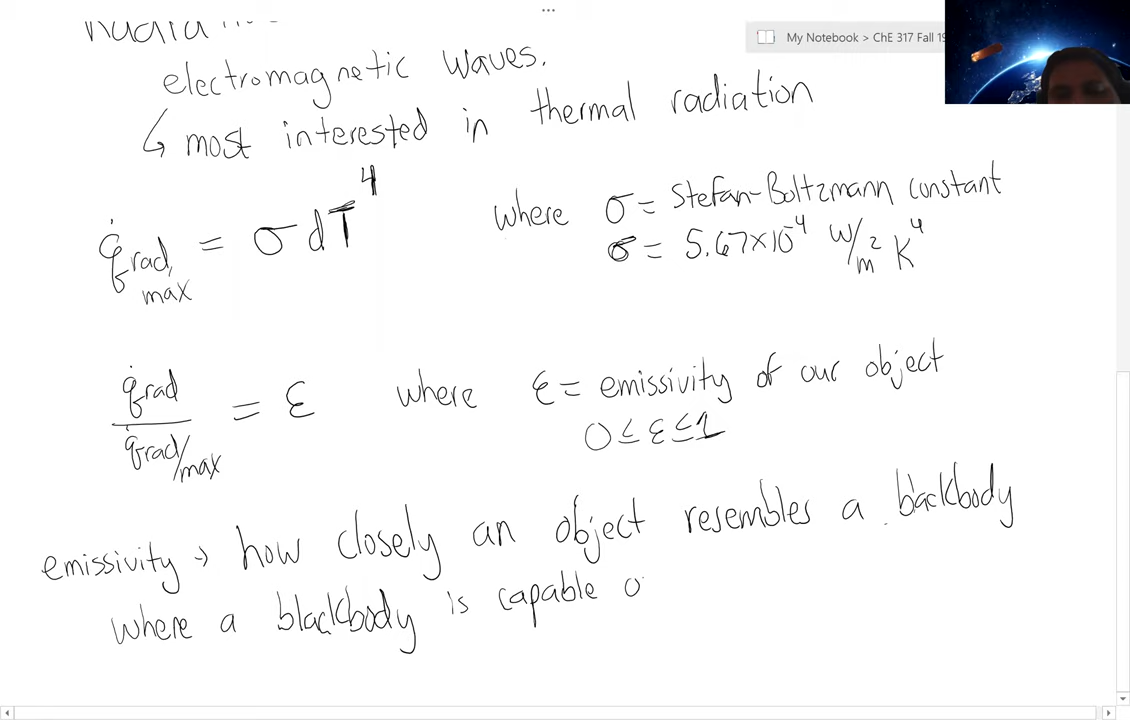 My Notebook > ChE 317 Fall 19
electromagnetic waves.
↳ most interested in thermal radiation
q̇rad, max = σ dT⁴ where σ = Stefan-Boltzmann constant
σ = 5.67×10⁻⁴ W/m² K⁴
q̇rad / q̇rad/max = ε where ε = emissivity of our object
0 ≤ ε ≤ 1
emissivity → how closely an object resembles a blackbody
where a blackbody is capable o